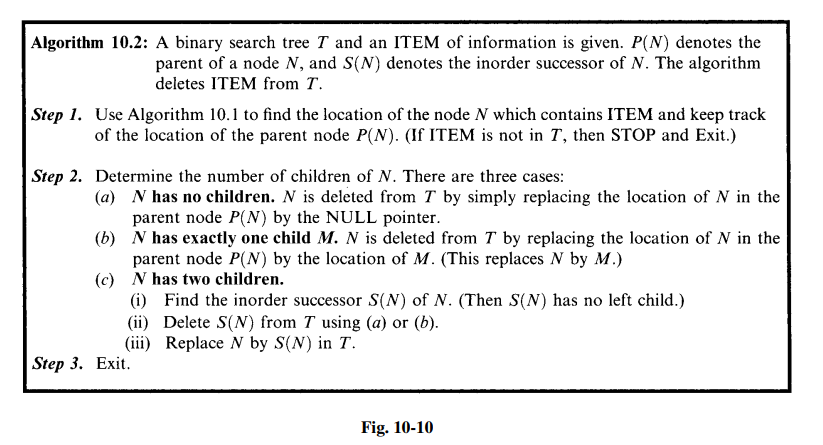 Algorithm 10.2: A binary search tree T and an ITEM of information is given. P(N) denotes the
parent of a node N, and S(N) denotes the inorder successor of N. The algorithm
deletes ITEM from T.
Step 1. Use Algorithm 10.1 to find the location of the node N which contains ITEM and keep track
of the location of the parent node P(N). (If ITEM is not in T, then STOP and Exit.)
Step 2. Determine the number of children of N. There are three cases:
(a) N has no children. N is deleted from T by simply replacing the location of N in the
parent node P(N) by the NULL pointer.
(b) N has exactly one child M. N is deleted from T by replacing the location of N in the
parent node P(N) by the location of M. (This replaces N by M.)
(c) N has two children.
(i) Find the inorder successor S(N) of N. (Then S(N) has no left child.)
(ii) Delete S(N) from T using (a) or (b).
(iii) Replace N by S(N) in T.
Step 3. Exit.
Fig. 10-10